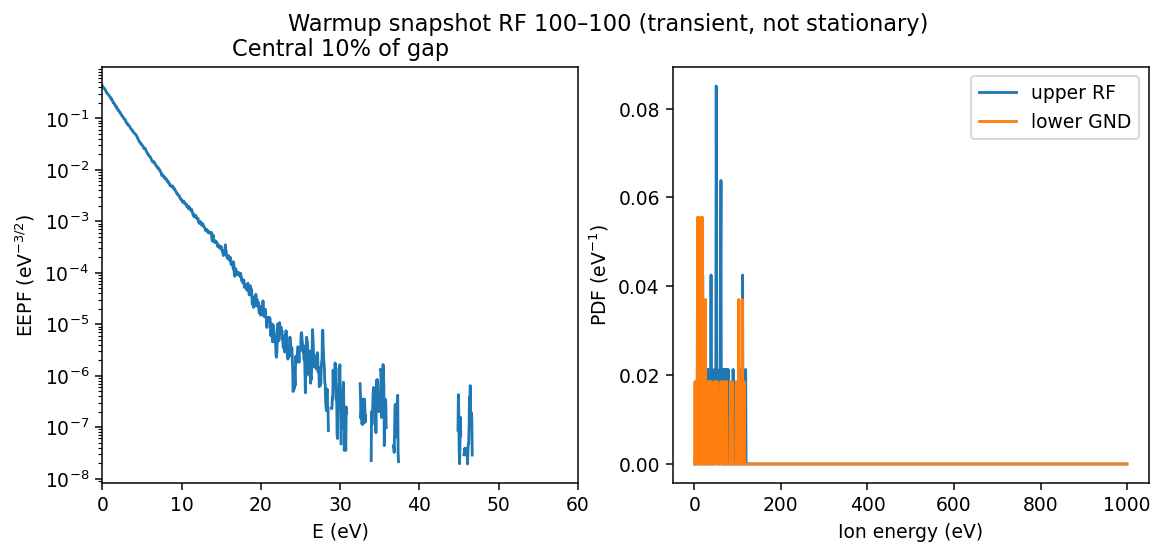 Warmup snapshot RF 100–100 (transient, not stationary)
Central 10% of gap
EEPF (eV⁻³ᐟ²)
10⁻¹
10⁻²
10⁻³
10⁻⁴
10⁻⁵
10⁻⁶
10⁻⁷
10⁻⁸
0 10 20 30 40 50 60
E (eV)
PDF (eV⁻¹)
0.08
0.06
0.04
0.02
0.00
0 200 400 600 800 1000
Ion energy (eV)
upper RF
lower GND